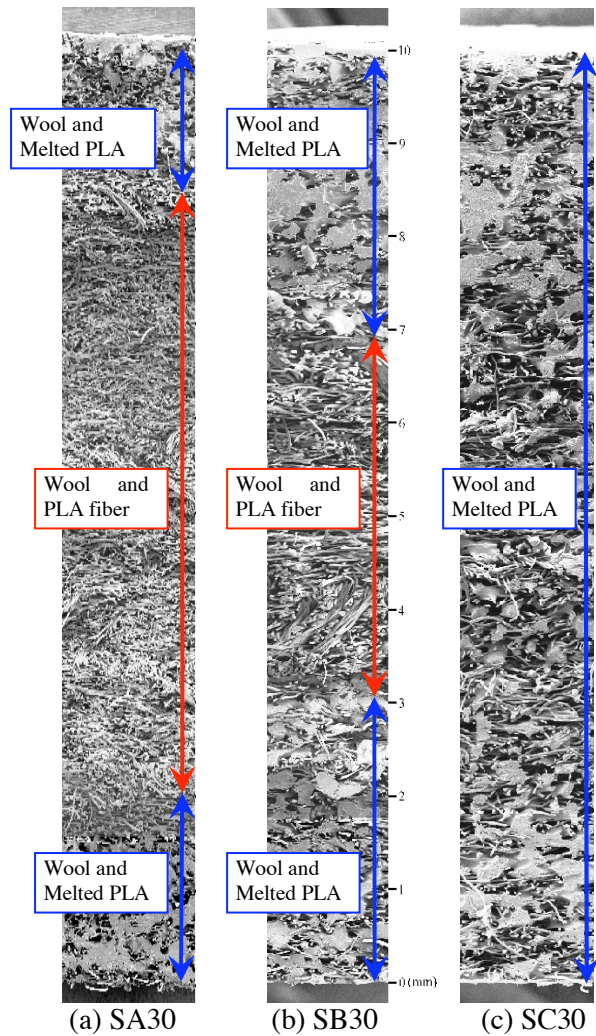 Wool and
Melted PLA
Wool and
PLA fiber
Wool and
Melted PLA
(a) SA30
Wool and
Melted PLA
Wool and
PLA fiber
Wool and
Melted PLA
(b) SB30
10
9
8
7
6
5
4
3
2
1
0 (mm)
Wool and
Melted PLA
(c) SC30